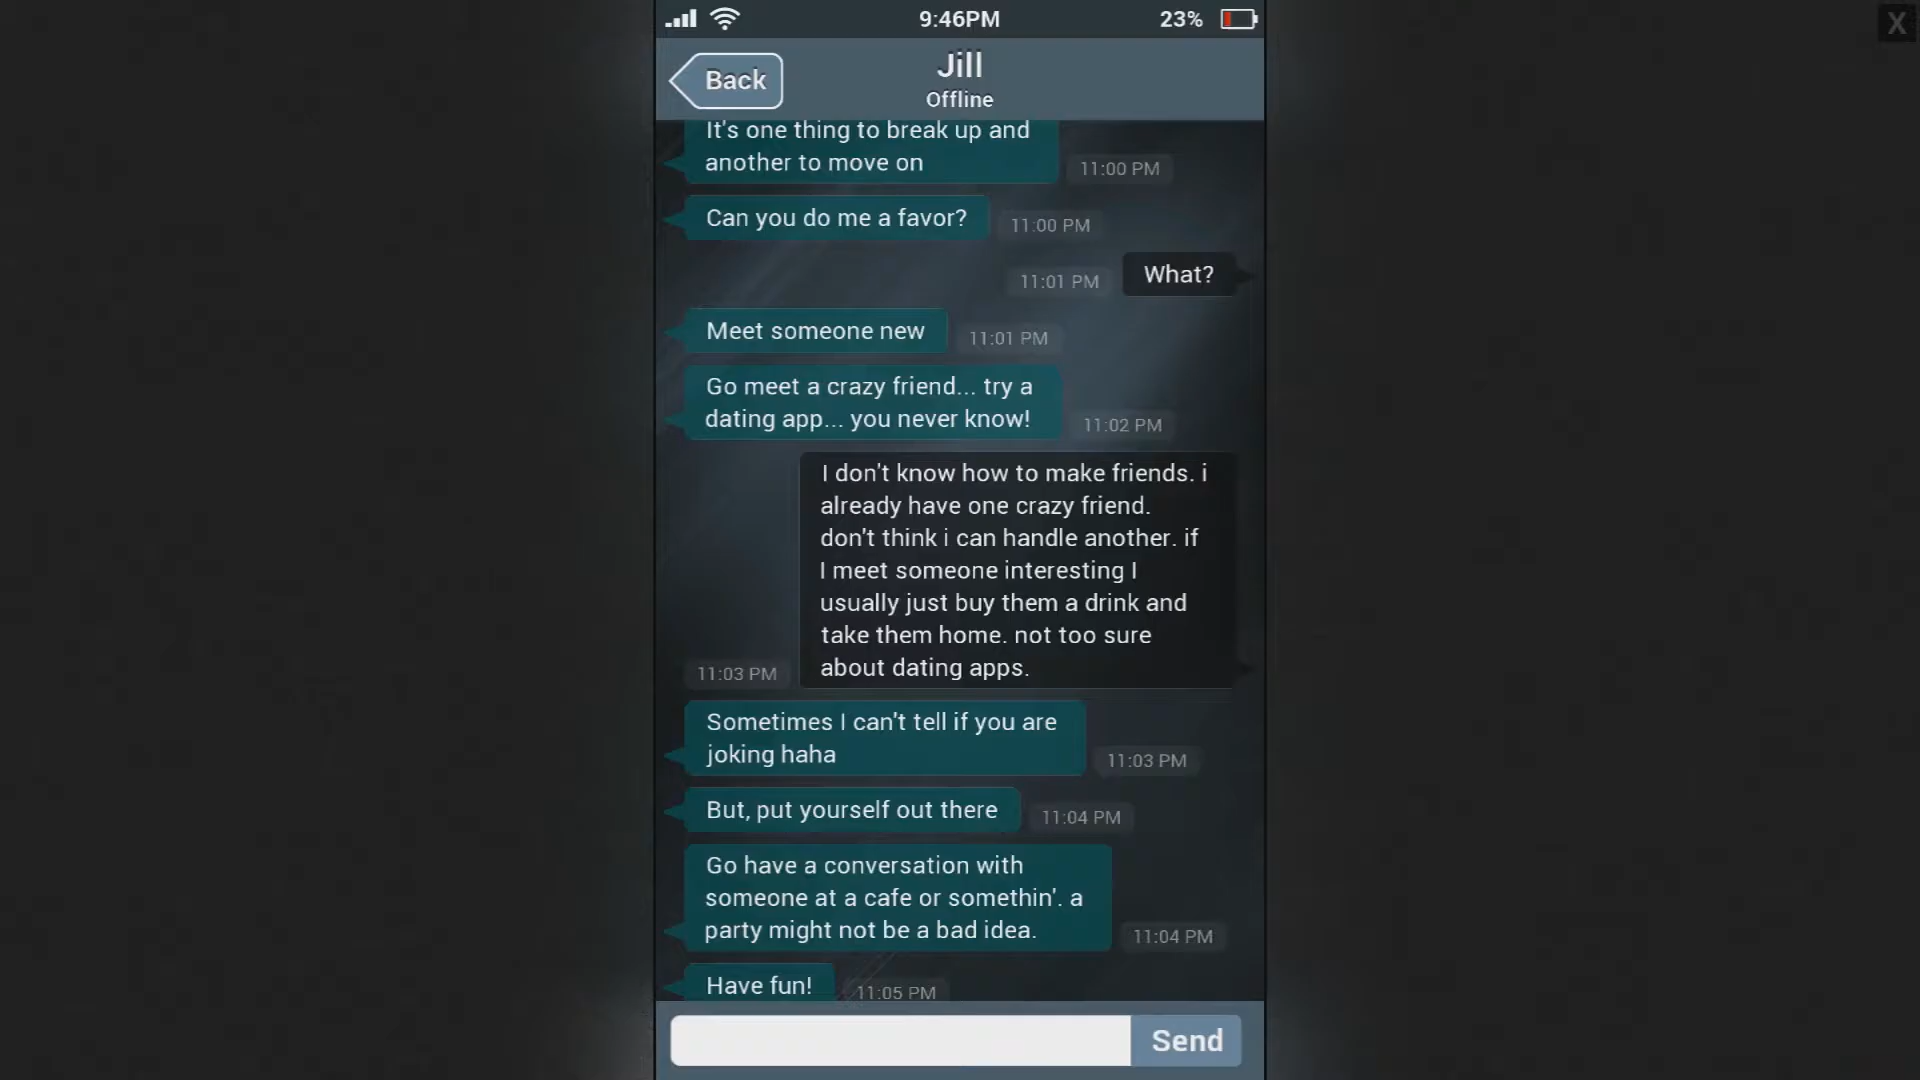 9:46PM
23%
X
Back
Jill
Offline
It's one thing to break up and
another to move on
11:00 PM
Can you do me a favor?
11:00 PM
What?
11:01 PM
Meet someone new
11:01 PM
Go meet a crazy friend... try a
dating app... you never know!
11:02 PM
I don't know how to make friends. i
already have one crazy friend.
don't think i can handle another. if
I meet someone interesting I
usually just buy them a drink and
take them home. not too sure
about dating apps.
11:03 PM
Sometimes I can't tell if you are
joking haha
11:03 PM
But, put yourself out there
11:04 PM
Go have a conversation with
someone at a cafe or somethin'. a
party might not be a bad idea.
11:04 PM
Have fun!
11:05 PM
Send